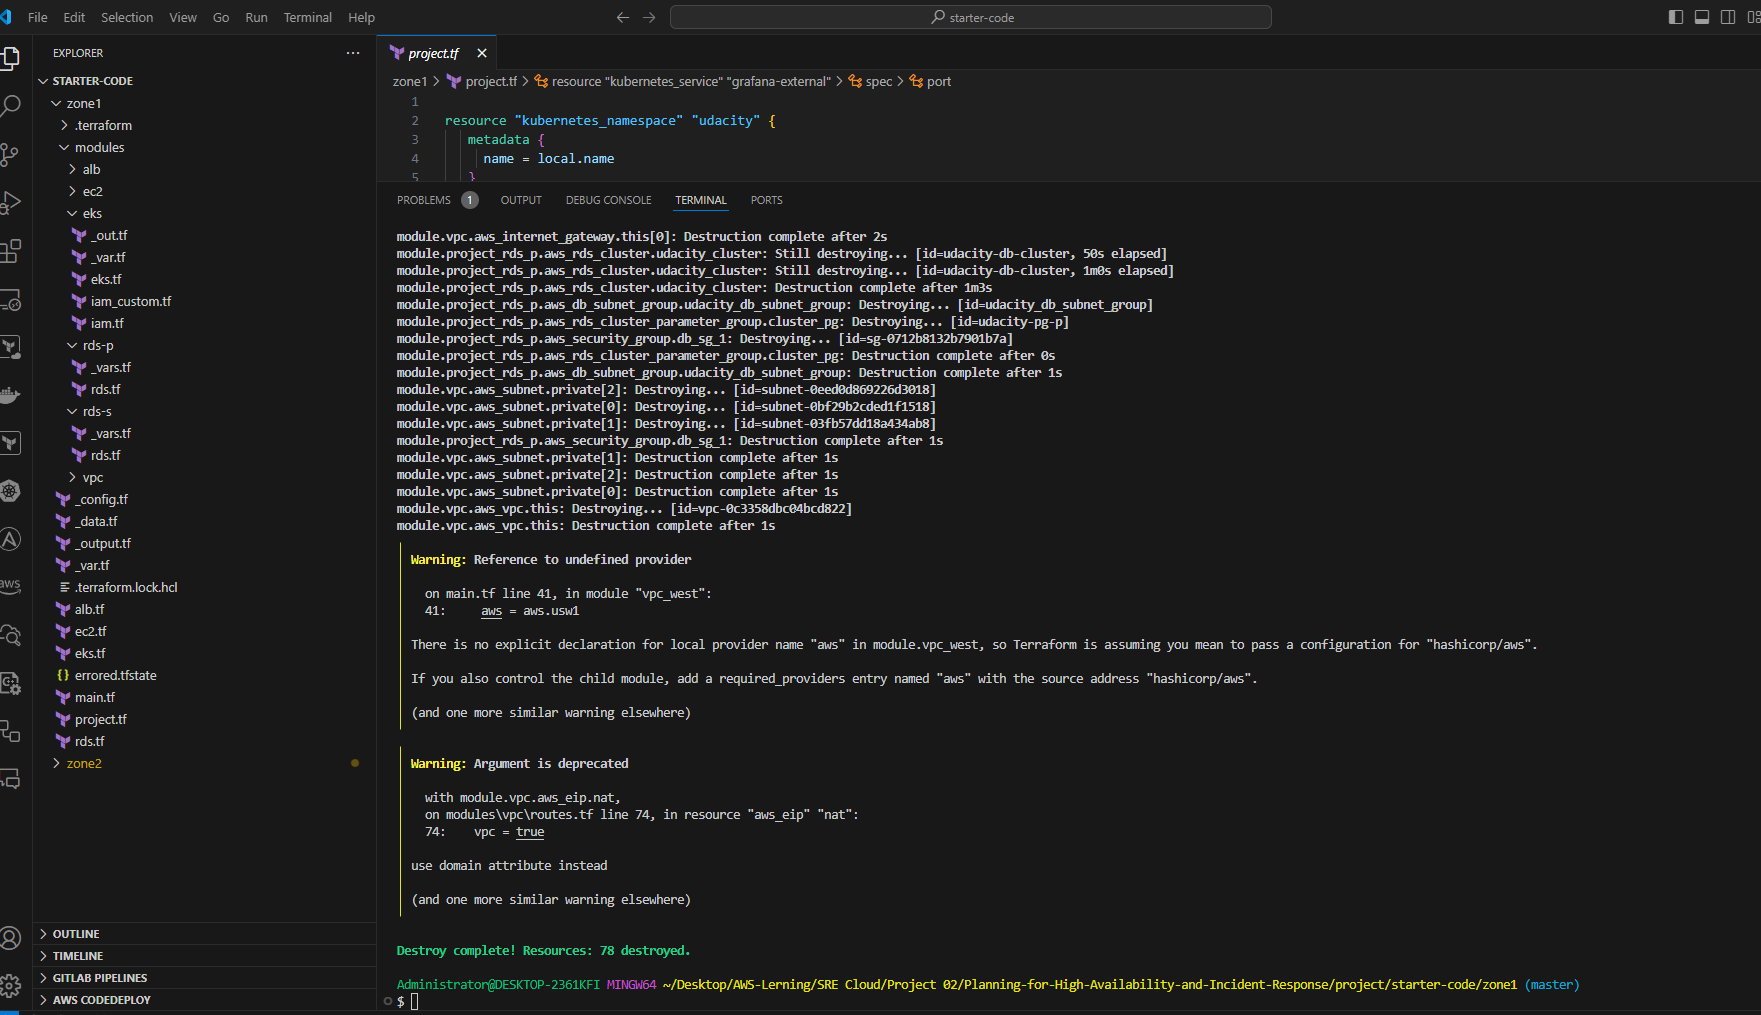 File Edit Selection View Go Run Terminal Help
starter-code
EXPLORER
STARTER-CODE
zone1
.terraform
modules
alb
ec2
eks
_out.tf
_var.tf
eks.tf
iam_custom.tf
iam.tf
rds-p
_vars.tf
rds.tf
rds-s
_vars.tf
rds.tf
vpc
_config.tf
_data.tf
_output.tf
_var.tf
.terraform.lock.hcl
alb.tf
ec2.tf
eks.tf
errored.tfstate
main.tf
project.tf
rds.tf
zone2
OUTLINE
TIMELINE
GITLAB PIPELINES
AWS CODEDEPLOY
aws
project.tf
zone1 > project.tf > resource "kubernetes_service" "grafana-external" > spec > port
1
2 resource "kubernetes_namespace" "udacity" {
3 metadata {
4 name = local.name
5 }
PROBLEMS 1 OUTPUT DEBUG CONSOLE TERMINAL PORTS
module.vpc.aws_internet_gateway.this[0]: Destruction complete after 2s
module.project_rds_p.aws_rds_cluster.udacity_cluster: Still destroying... [id=udacity-db-cluster, 50s elapsed]
module.project_rds_p.aws_rds_cluster.udacity_cluster: Still destroying... [id=udacity-db-cluster, 1m0s elapsed]
module.project_rds_p.aws_rds_cluster.udacity_cluster: Destruction complete after 1m3s
module.project_rds_p.aws_db_subnet_group.udacity_db_subnet_group: Destroying... [id=udacity_db_subnet_group]
module.project_rds_p.aws_rds_cluster_parameter_group.cluster_pg: Destroying... [id=udacity-pg-p]
module.project_rds_p.aws_security_group.db_sg_1: Destroying... [id=sg-0712b8132b7901b7a]
module.project_rds_p.aws_rds_cluster_parameter_group.cluster_pg: Destruction complete after 0s
module.project_rds_p.aws_db_subnet_group.udacity_db_subnet_group: Destruction complete after 1s
module.vpc.aws_subnet.private[2]: Destroying... [id=subnet-0eed0d869226d3018]
module.vpc.aws_subnet.private[0]: Destroying... [id=subnet-0bf29b2cded1f1518]
module.vpc.aws_subnet.private[1]: Destroying... [id=subnet-03fb57dd18a434ab8]
module.project_rds_p.aws_security_group.db_sg_1: Destruction complete after 1s
module.vpc.aws_subnet.private[1]: Destruction complete after 1s
module.vpc.aws_subnet.private[2]: Destruction complete after 1s
module.vpc.aws_subnet.private[0]: Destruction complete after 1s
module.vpc.aws_vpc.this: Destroying... [id=vpc-0c3358dbc04bcd822]
module.vpc.aws_vpc.this: Destruction complete after 1s
Warning: Reference to undefined provider
on main.tf line 41, in module "vpc_west":
41: aws = aws.usw1
There is no explicit declaration for local provider name "aws" in module.vpc_west, so Terraform is assuming you mean to pass a configuration for "hashicorp/aws".
If you also control the child module, add a required_providers entry named "aws" with the source address "hashicorp/aws".
(and one more similar warning elsewhere)
Warning: Argument is deprecated
with module.vpc.aws_eip.nat,
on modules\vpc\routes.tf line 74, in resource "aws_eip" "nat":
74: vpc = true
use domain attribute instead
(and one more similar warning elsewhere)
Destroy complete! Resources: 78 destroyed.
Administrator@DESKTOP-2361KFI MINGW64 ~/Desktop/AWS-Lerning/SRE Cloud/Project 02/Planning-for-High-Availability-and-Incident-Response/project/starter-code/zone1 (master)
$